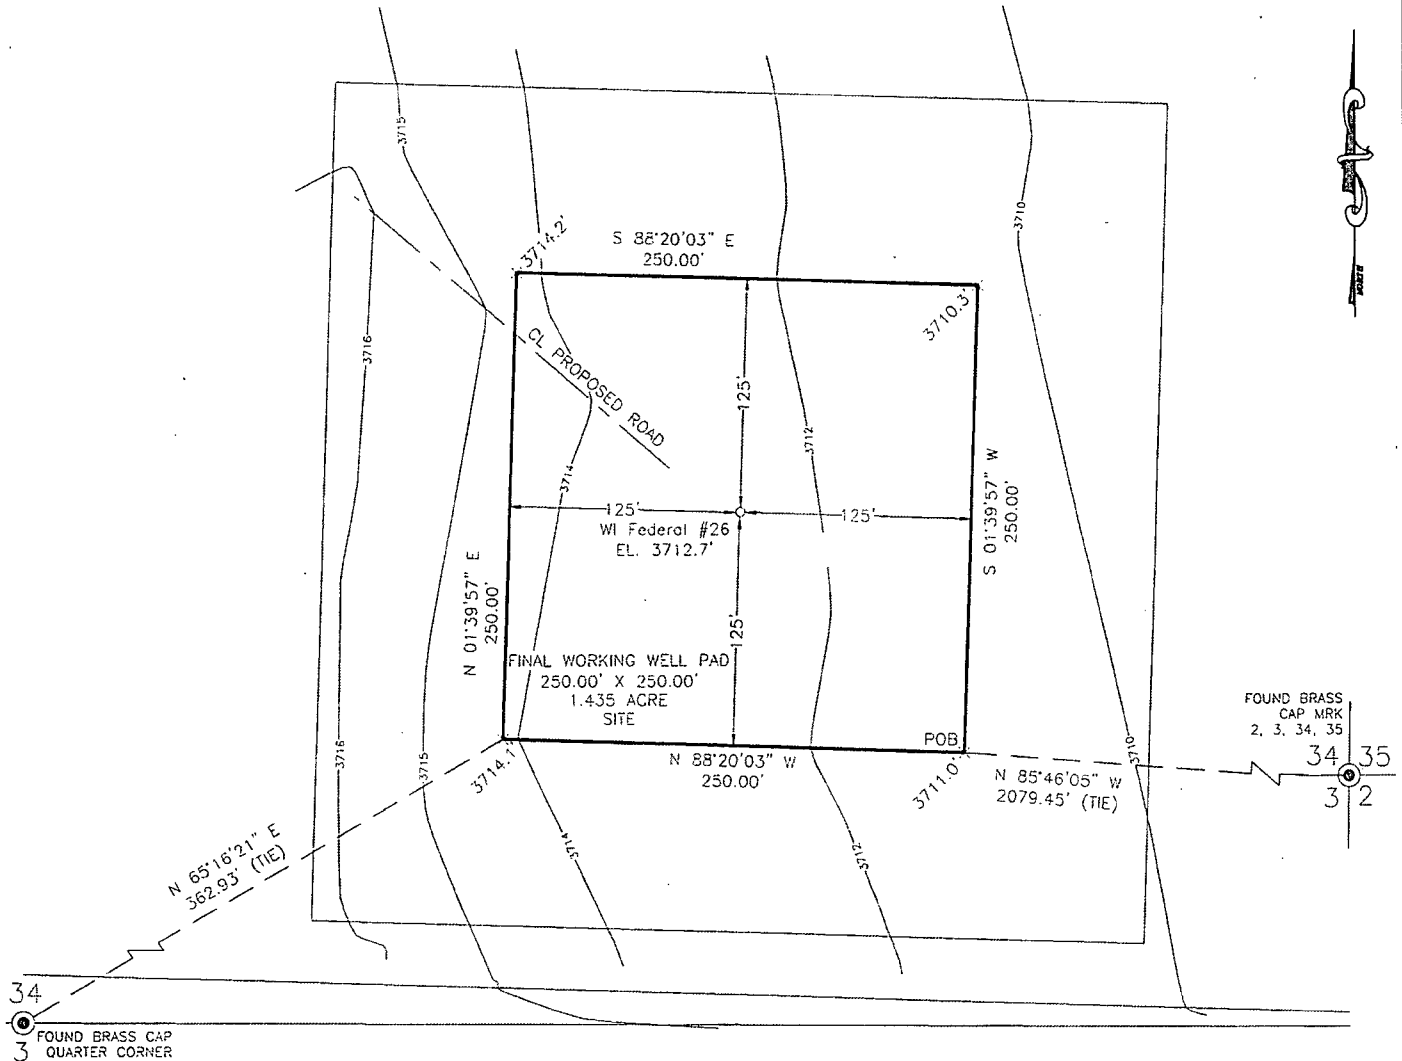 3715
3710
S 88°20'03" E
250.00'
3714.2'
3710.3'
3716
CL PROPOSED ROAD
125'
3712
3714
125'
125'
WI Federal #26
EL. 3712.7'
S 01°39'57" W
250.00'
N 01°39'57" E
250.00'
125'
FINAL WORKING WELL PAD
250.00' X 250.00'
1.435 ACRE
SITE
POB
3714.1'
N 88°20'03" W
250.00'
3711.0'
N 85°46'05" W
2079.45' (TIE)
3710
FOUND BRASS
CAP MRK
2, 3, 34, 35
34 35
3 2
3716
3715
3714
3712
N 65°16'21" E
362.93' (TIE)
34
3
FOUND BRASS CAP
QUARTER CORNER